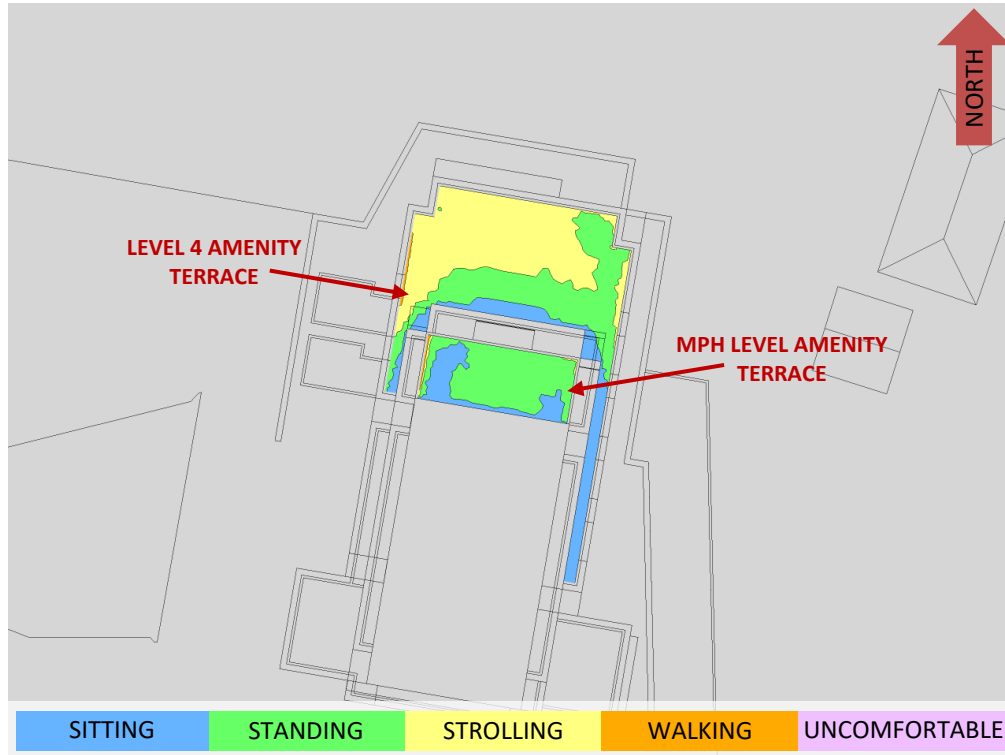 NORTH
LEVEL 4 AMENITY
TERRACE
MPH LEVEL AMENITY
TERRACE
SITTING
STANDING
STROLLING
WALKING
UNCOMFORTABLE